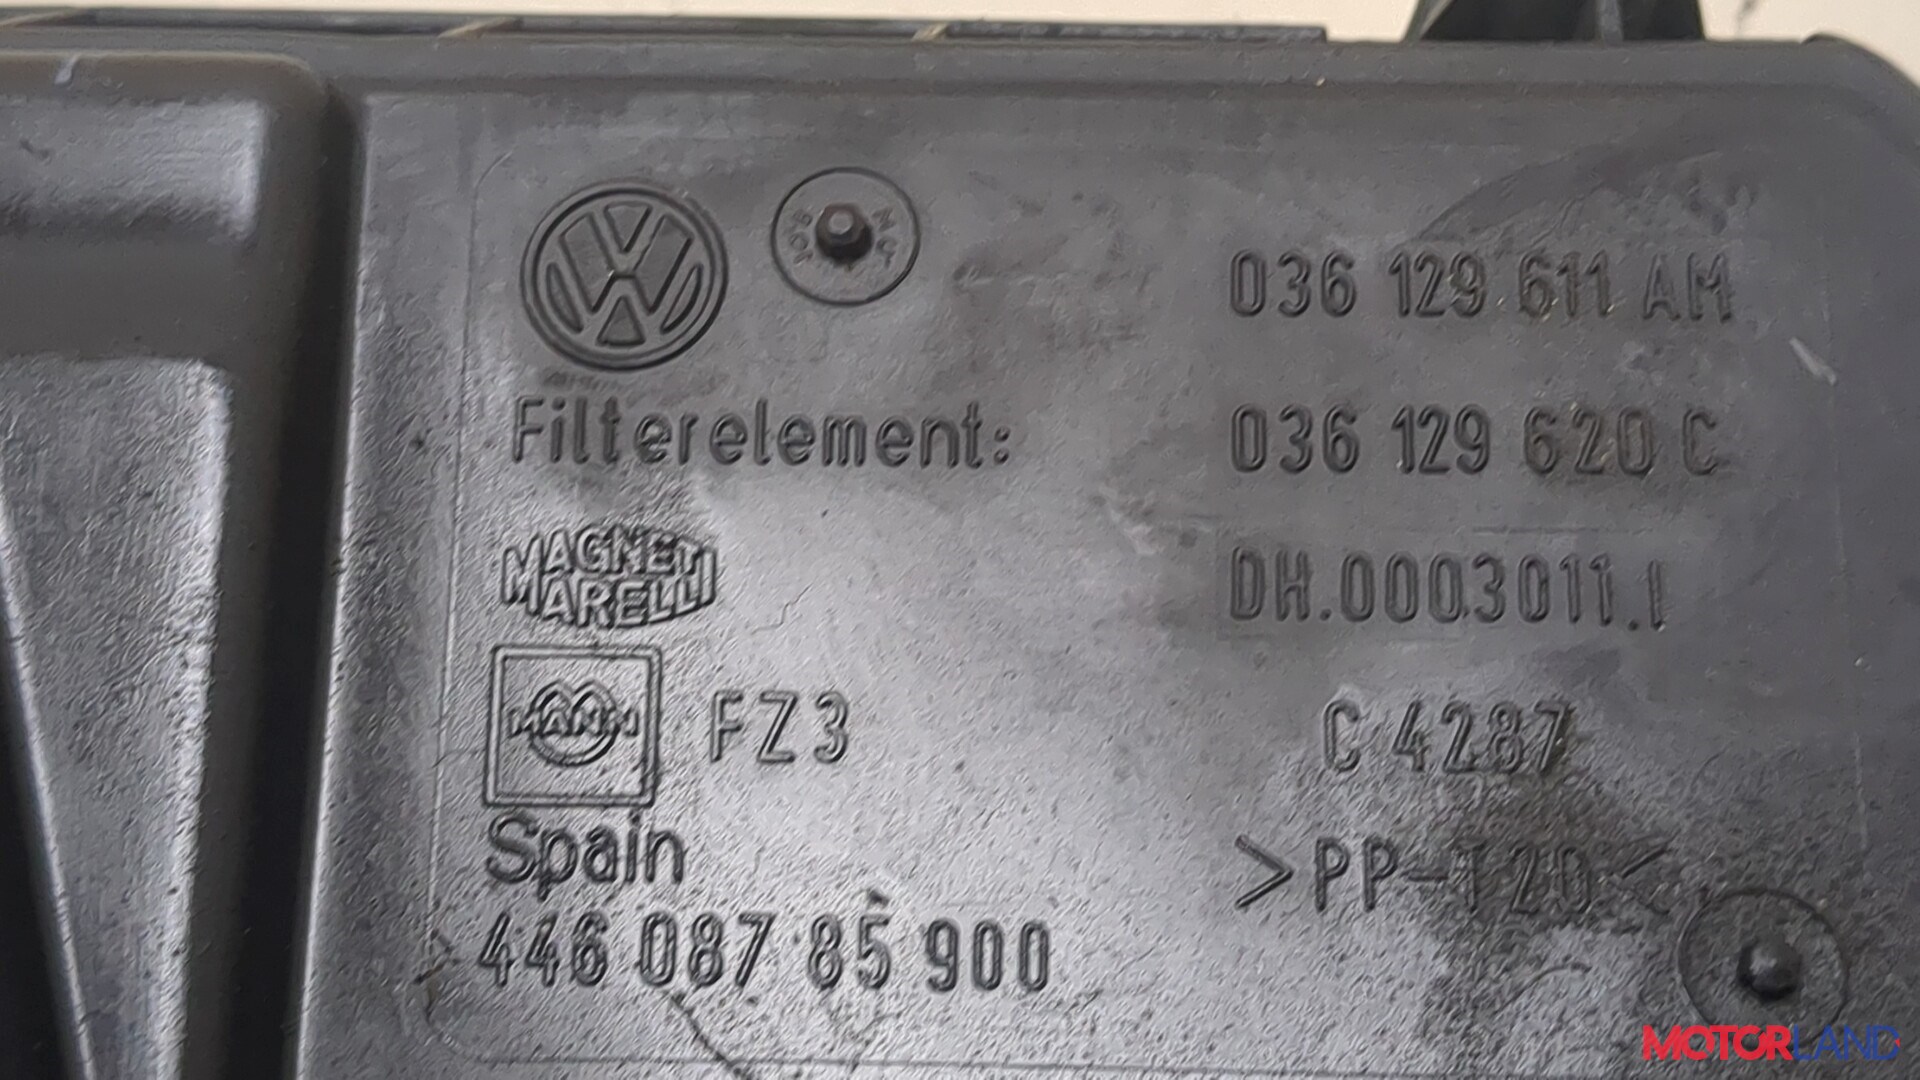 036 129 611 AM
Filterelement: 036 129 620 C
MAGNETI MARELLI DH.0003011.I
MANN FZ3 C 4287
Spain >PP-T20<
446 087 85 900
MOTORLAND